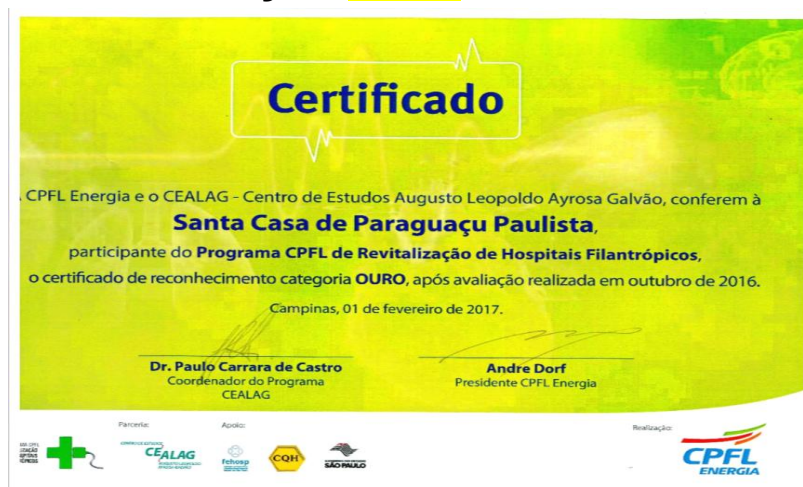 Certificado
CPFL Energia e o CEALAG - Centro de Estudos Augusto Leopoldo Ayrosa Galvão, conferem à
Santa Casa de Paraguaçu Paulista,
participante do Programa CPFL de Revitalização de Hospitais Filantrópicos,
o certificado de reconhecimento categoria OURO, após avaliação realizada em outubro de 2016.
Campinas, 01 de fevereiro de 2017.
Dr. Paulo Carrara de Castro
Coordenador do Programa
CEALAG
Andre Dorf
Presidente CPFL Energia
Parceria:
Apoio:
Realização:
CEALAG
Fehosp
CQH
SÃO PAULO
CPFL
ENERGIA